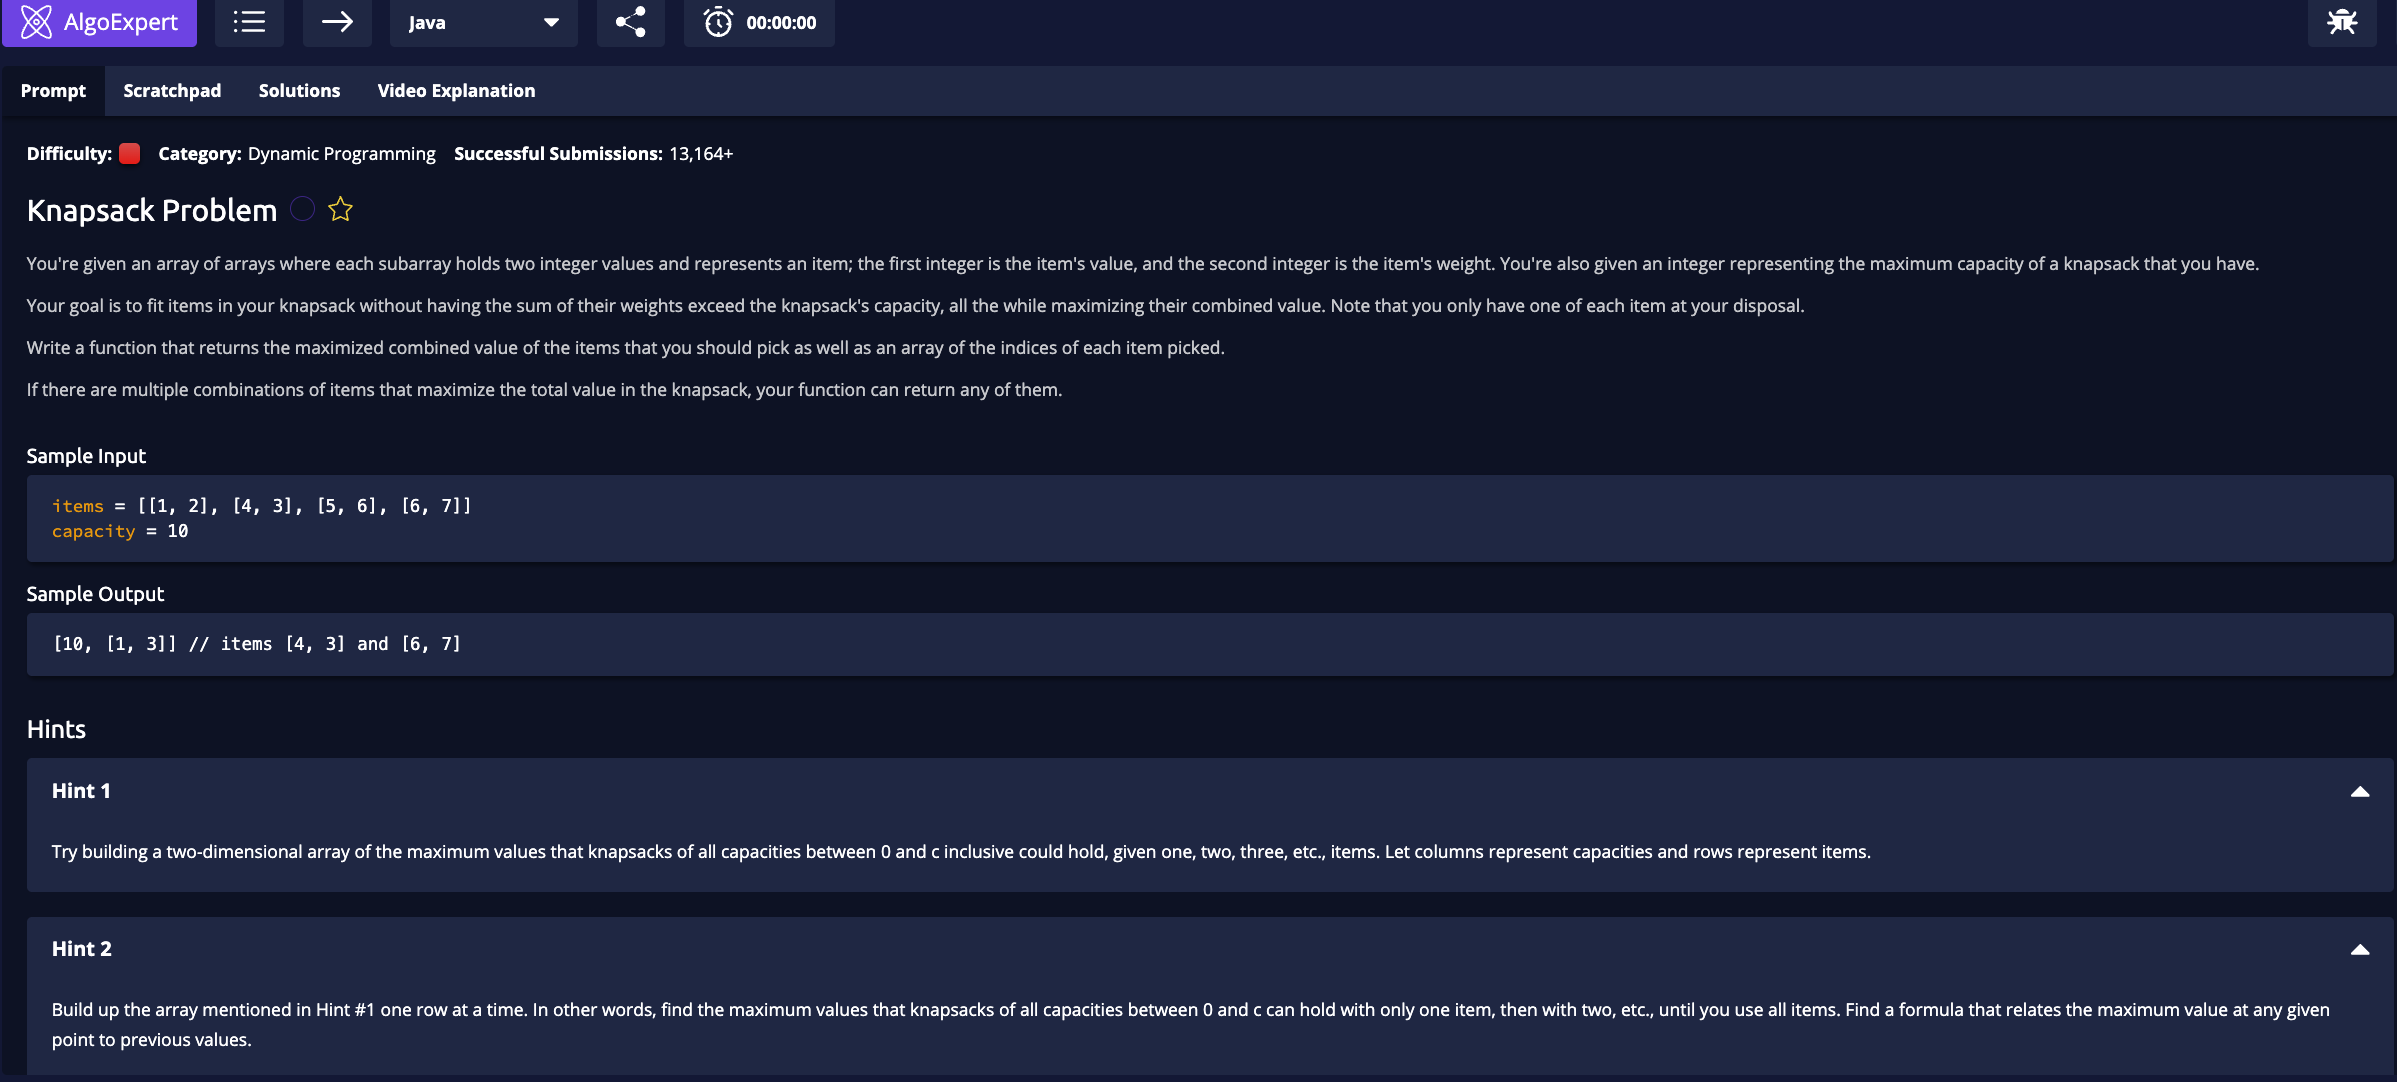 AlgoExpert
Java
00:00:00
Prompt Scratchpad Solutions Video Explanation
Difficulty: Category: Dynamic Programming Successful Submissions: 13,164+
Knapsack Problem
You're given an array of arrays where each subarray holds two integer values and represents an item; the first integer is the item's value, and the second integer is the item's weight. You're also given an integer representing the maximum capacity of a knapsack that you have.
Your goal is to fit items in your knapsack without having the sum of their weights exceed the knapsack's capacity, all the while maximizing their combined value. Note that you only have one of each item at your disposal.
Write a function that returns the maximized combined value of the items that you should pick as well as an array of the indices of each item picked.
If there are multiple combinations of items that maximize the total value in the knapsack, your function can return any of them.
Sample Input
items = [[1, 2], [4, 3], [5, 6], [6, 7]]
capacity = 10
Sample Output
[10, [1, 3]] // items [4, 3] and [6, 7]
Hints
Hint 1
Try building a two-dimensional array of the maximum values that knapsacks of all capacities between 0 and c inclusive could hold, given one, two, three, etc., items. Let columns represent capacities and rows represent items.
Hint 2
Build up the array mentioned in Hint #1 one row at a time. In other words, find the maximum values that knapsacks of all capacities between 0 and c can hold with only one item, then with two, etc., until you use all items. Find a formula that relates the maximum value at any given
point to previous values.